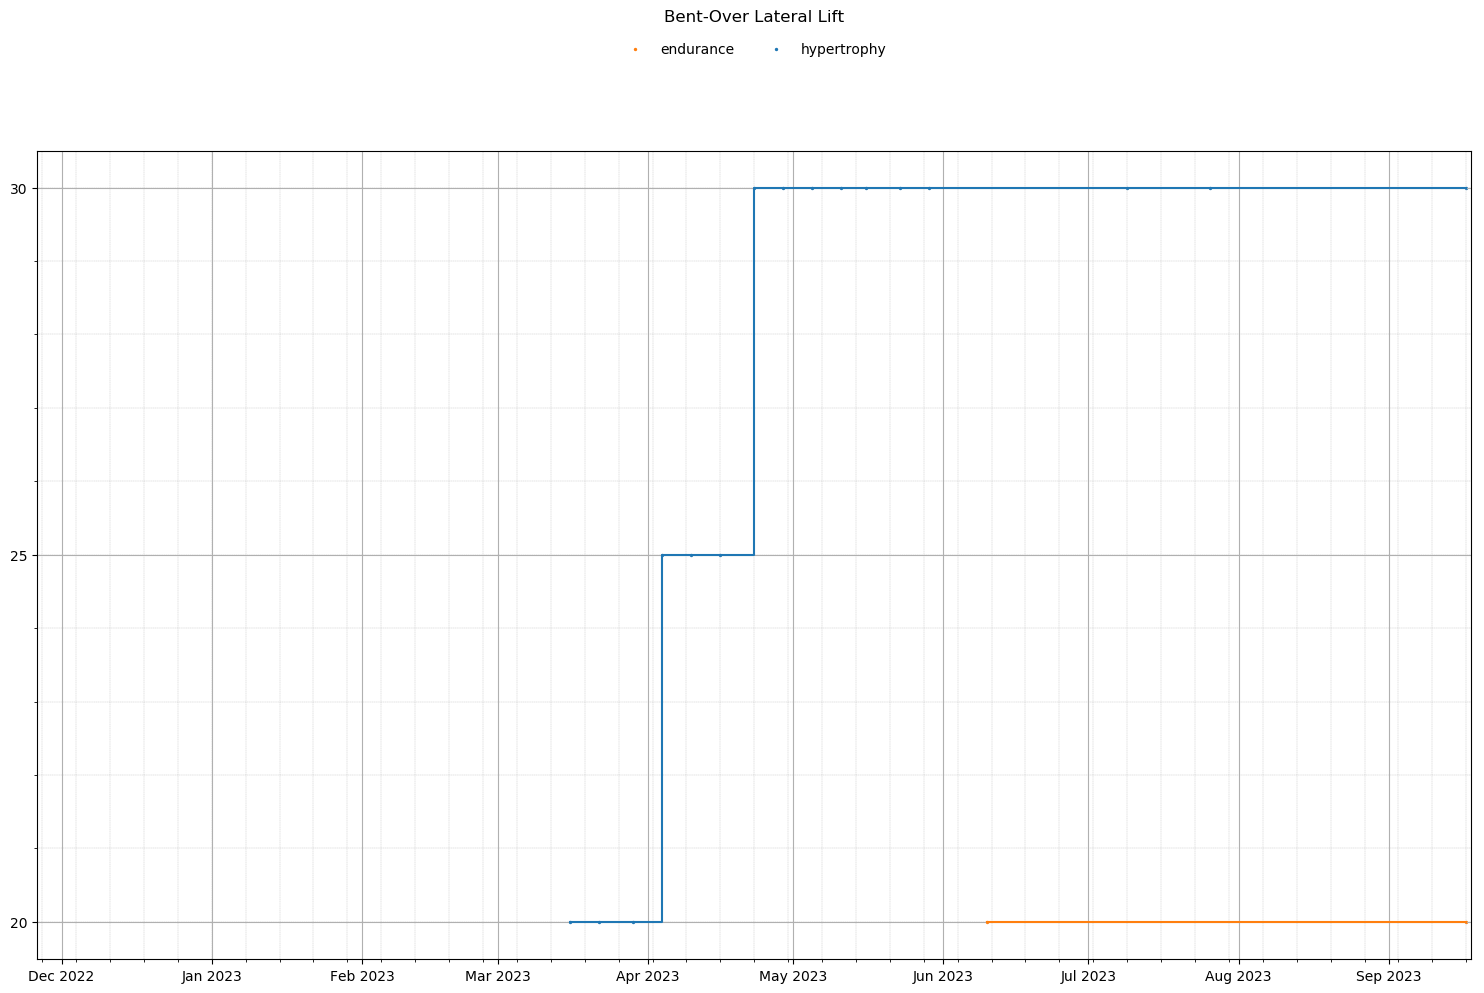 Bent-Over Lateral Lift
endurance hypertrophy
30
25
20
Dec 2022 Jan 2023 Feb 2023 Mar 2023 Apr 2023 May 2023 Jun 2023 Jul 2023 Aug 2023 Sep 2023